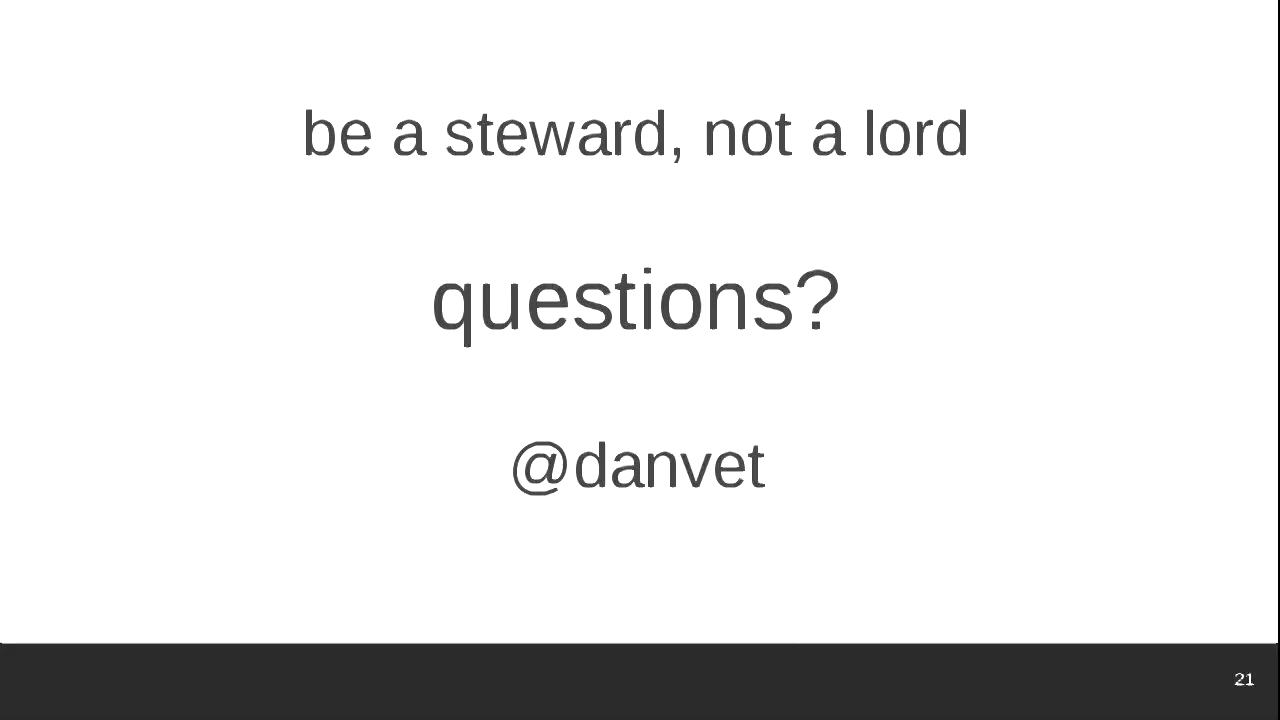 be a steward, not a lord
questions?
@danvet
21